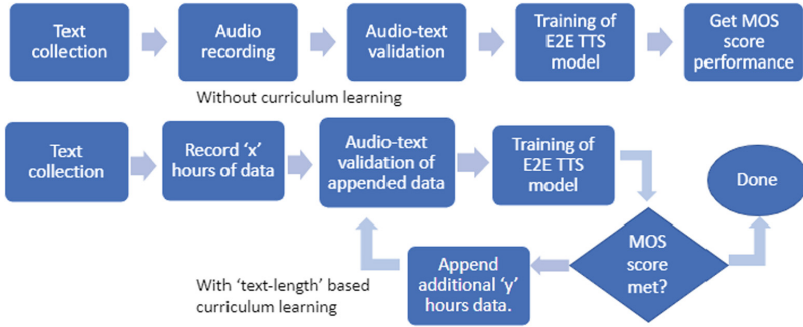 Text
collection
Audio
recording
Audio-text
validation
Training of
E2E TTS
model
Get MOS
score
performance
Without curriculum learning
Text
collection
Record ‘x’
hours of data
Audio-text
validation of
appended data
Training of
E2E TTS
model
Done
MOS
score
met?
Append
additional ‘y’
hours data.
With ‘text-length’ based
curriculum learning